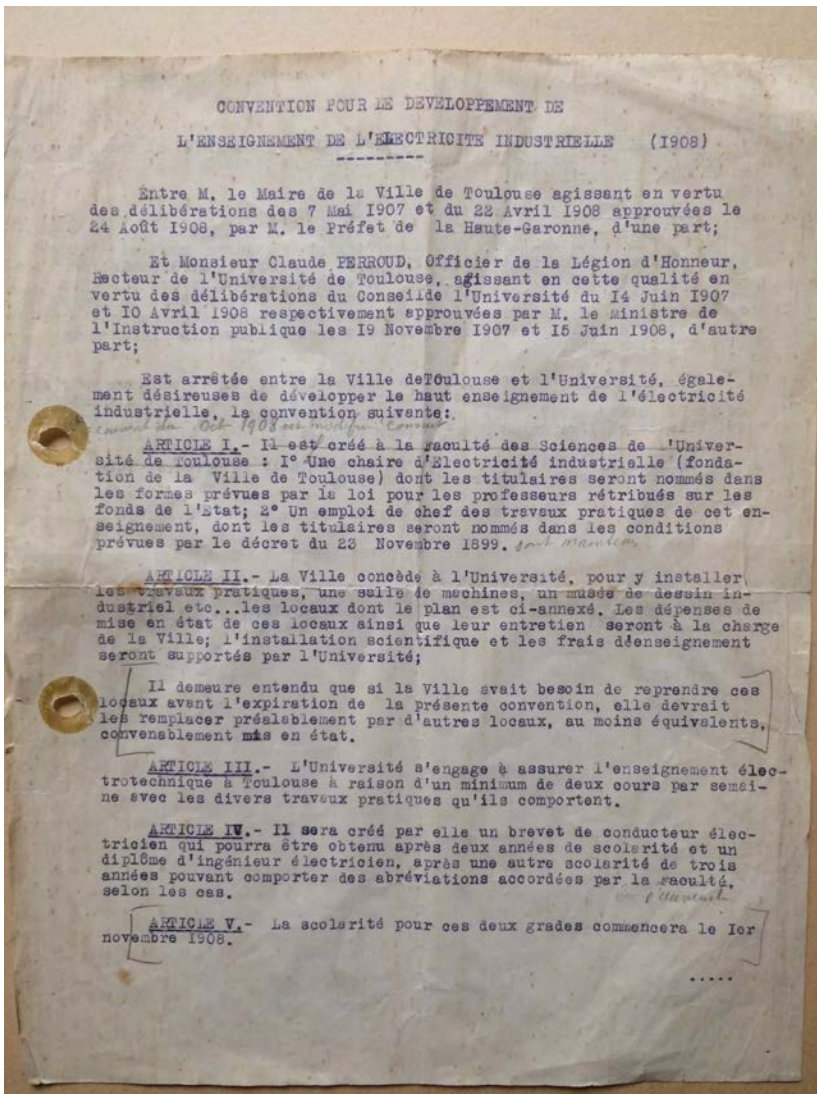 CONVENTION POUR LE DEVELOPPEMENT DE
L'ENSEIGNEMENT DE L'ELECTRICITE INDUSTRIELLE (1908)
Entre M. le Maire de la Ville de Toulouse agissant en vertu
des délibérations des 7 Mai I907 et du 22 Avril I908 approuvées le
24 Août I908, par M. le Préfet de la Haute-Garonne, d'une part;
Et Monsieur Claude PERROUD, Officier de la Légion d'Honneur,
Recteur de l'Université de Toulouse, agissant en cette qualité en
vertu des délibérations du Conseilde l'Université du I4 Juin I907
et IO Avril I908 respectivement approuvées par M. le Ministre de
l'Instruction publique les I9 Novembre I907 et I5 Juin I908, d'autre
part;
Est arrêtée entre la Ville deToulouse et l'Université, égale-
ment désireuses de développer le haut enseignement de l'électricité
industrielle, la convention suivante:
Oct 1908
ARTICLE I.- Il est créé à la Faculté des Sciences de l'Univer-
sité de Toulouse : I° Une chaire d'Electricité industrielle (fonda-
tion de la Ville de Toulouse) dont les titulaires seront nommés dans
les formes prévues par la loi pour les professeurs rétribués sur les
fonds de l'Etat; 2° Un emploi de chef des travaux pratiques de cet en-
seignement, dont les titulaires seront nommés dans les conditions
prévues par le décret du 23 Novembre 1899.
ARTICLE II.- La Ville concède à l'Université, pour y installer
les travaux pratiques, une salle de machines, un musée de dessin in-
dustriel etc...les locaux dont le plan est ci-annexé. Les dépenses de
mise en état de ces locaux ainsi que leur entretien seront à la charge
de la Ville; l'installation scientifique et les frais déenseignement
seront supportés par l'Université;
Il demeure entendu que si la Ville avait besoin de reprendre ces
locaux avant l'expiration de la présente convention, elle devrait
les remplacer préalablement par d'autres locaux, au moins équivalents,
convenablement mis en état.
ARTICLE III.- L'Université s'engage à assurer l'enseignement élec-
trotechnique à Toulouse à raison d'un minimum de deux cours par semai-
ne avec les divers travaux pratiques qu'ils comportent.
ARTICLE IV.- Il sera créé par elle un brevet de conducteur élec-
tricien qui pourra être obtenu après deux années de scolarité et un
diplôme d'ingénieur électricien, après une autre scolarité de trois
années pouvant comporter des abréviations accordées par la Faculté,
selon les cas.
ARTICLE V.- La scolarité pour ces deux grades commencera le Ier
novembre I908.
.....